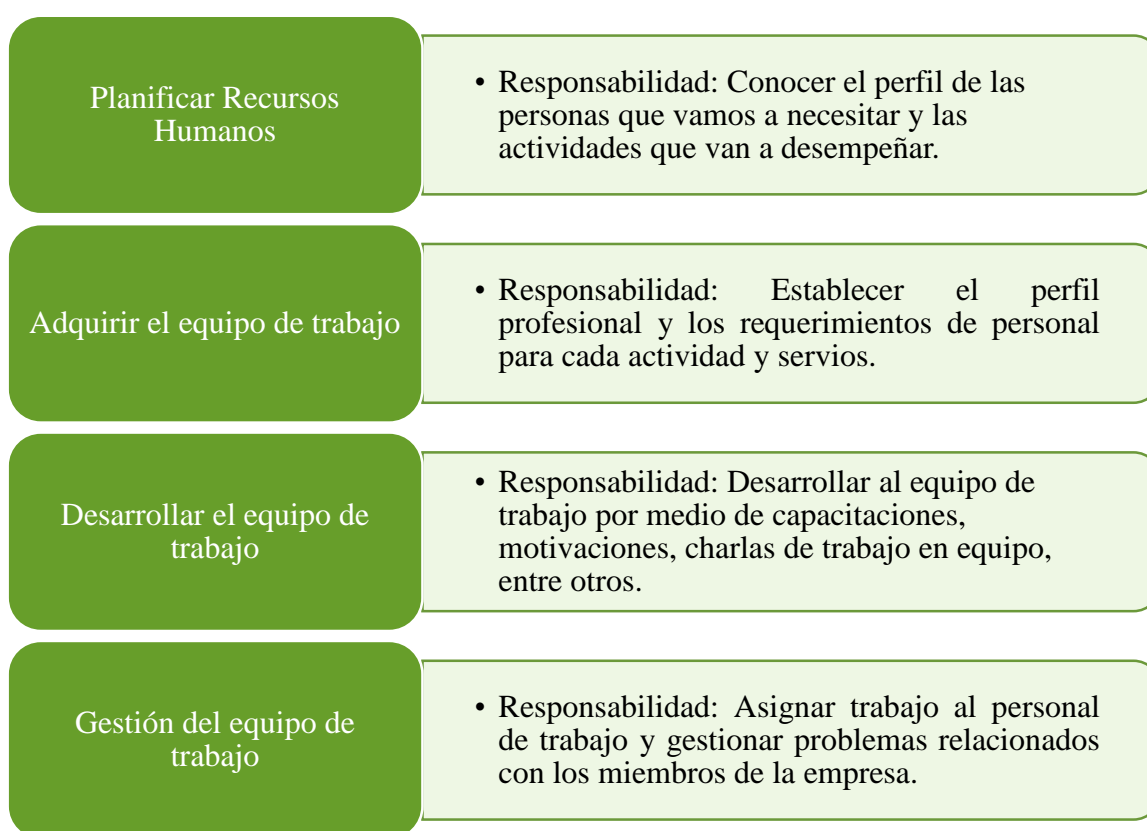 Planificar Recursos
Humanos
• Responsabilidad: Conocer el perfil de las
personas que vamos a necesitar y las
actividades que van a desempeñar.
Adquirir el equipo de trabajo
• Responsabilidad: Establecer el perfil
profesional y los requerimientos de personal
para cada actividad y servios.
Desarrollar el equipo de
trabajo
• Responsabilidad: Desarrollar al equipo de
trabajo por medio de capacitaciones,
motivaciones, charlas de trabajo en equipo,
entre otros.
Gestión del equipo de
trabajo
• Responsabilidad: Asignar trabajo al personal
de trabajo y gestionar problemas relacionados
con los miembros de la empresa.